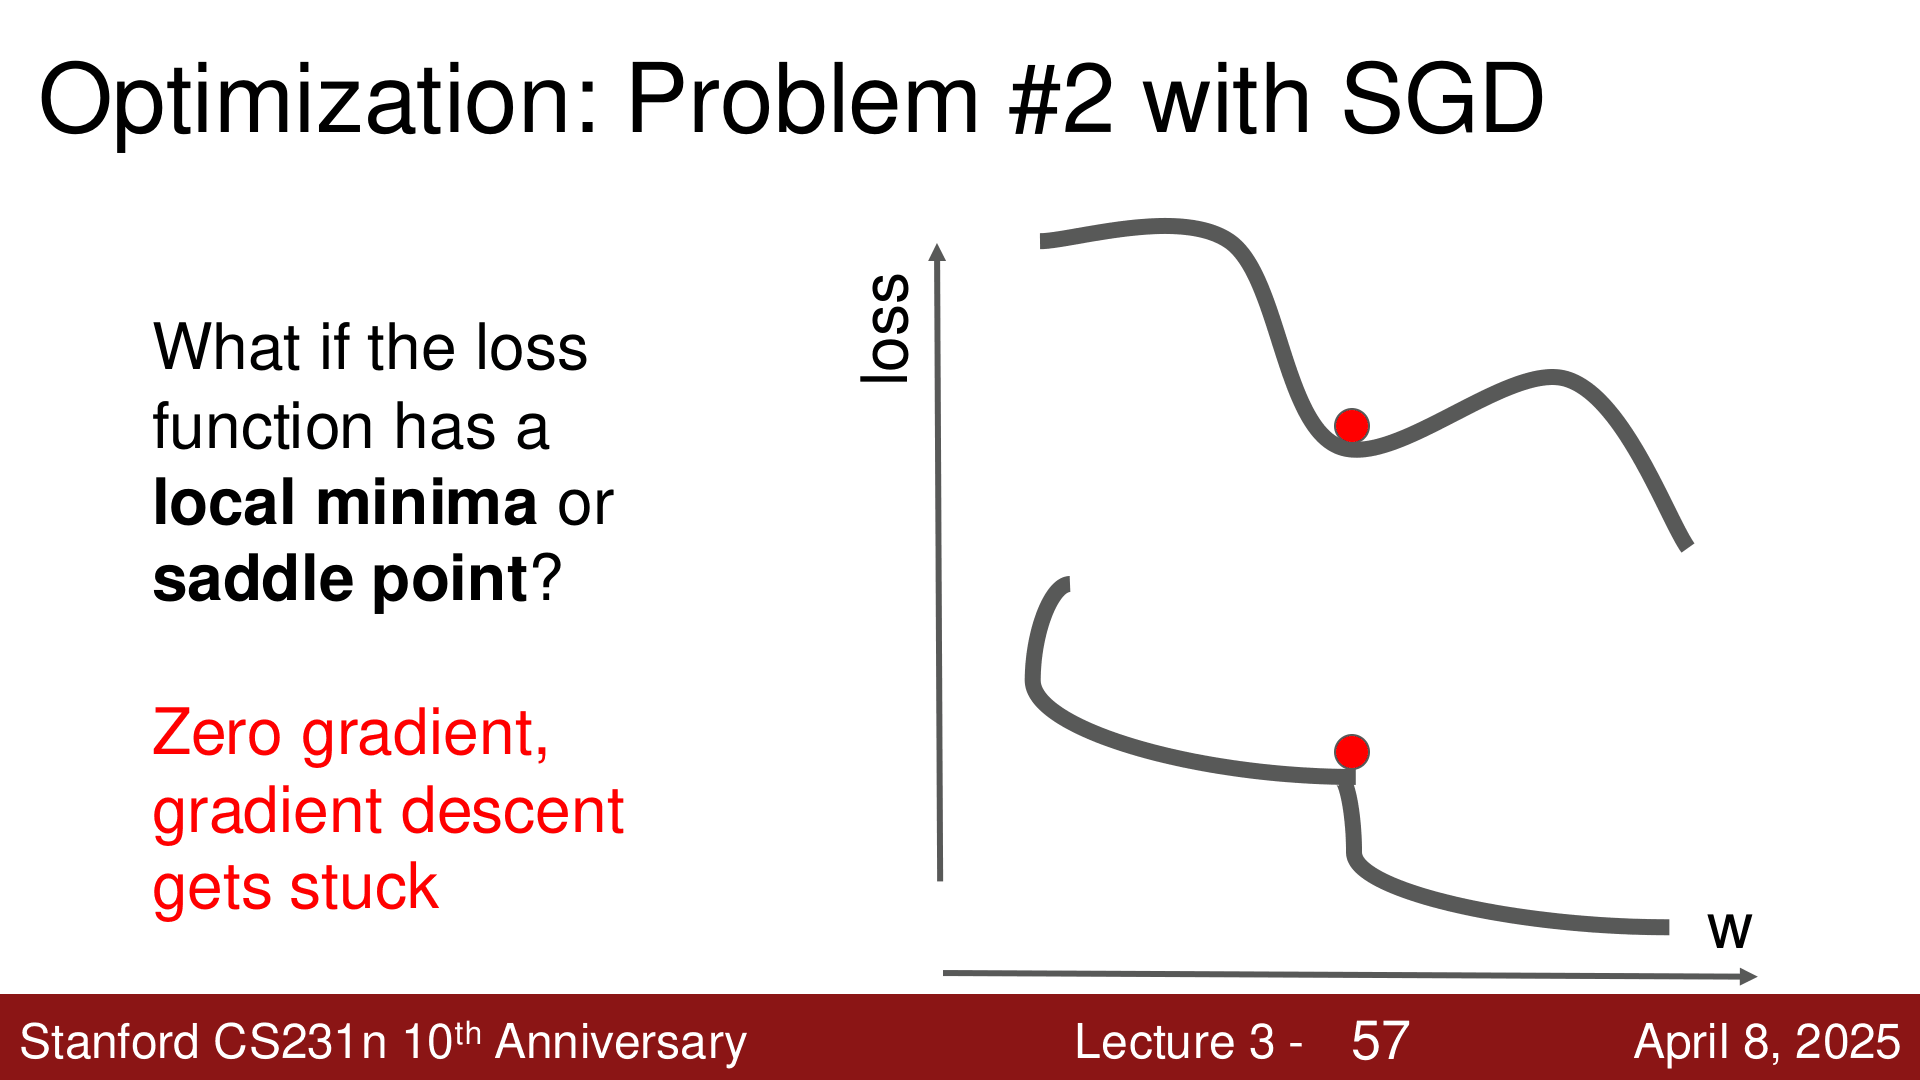 Optimization: Problem #2 with SGD
What if the loss
function has a
local minima or
saddle point?
Zero gradient,
gradient descent
gets stuck
loss
w
Stanford CS231n 10th Anniversary
Lecture 3 - 57
April 8, 2025